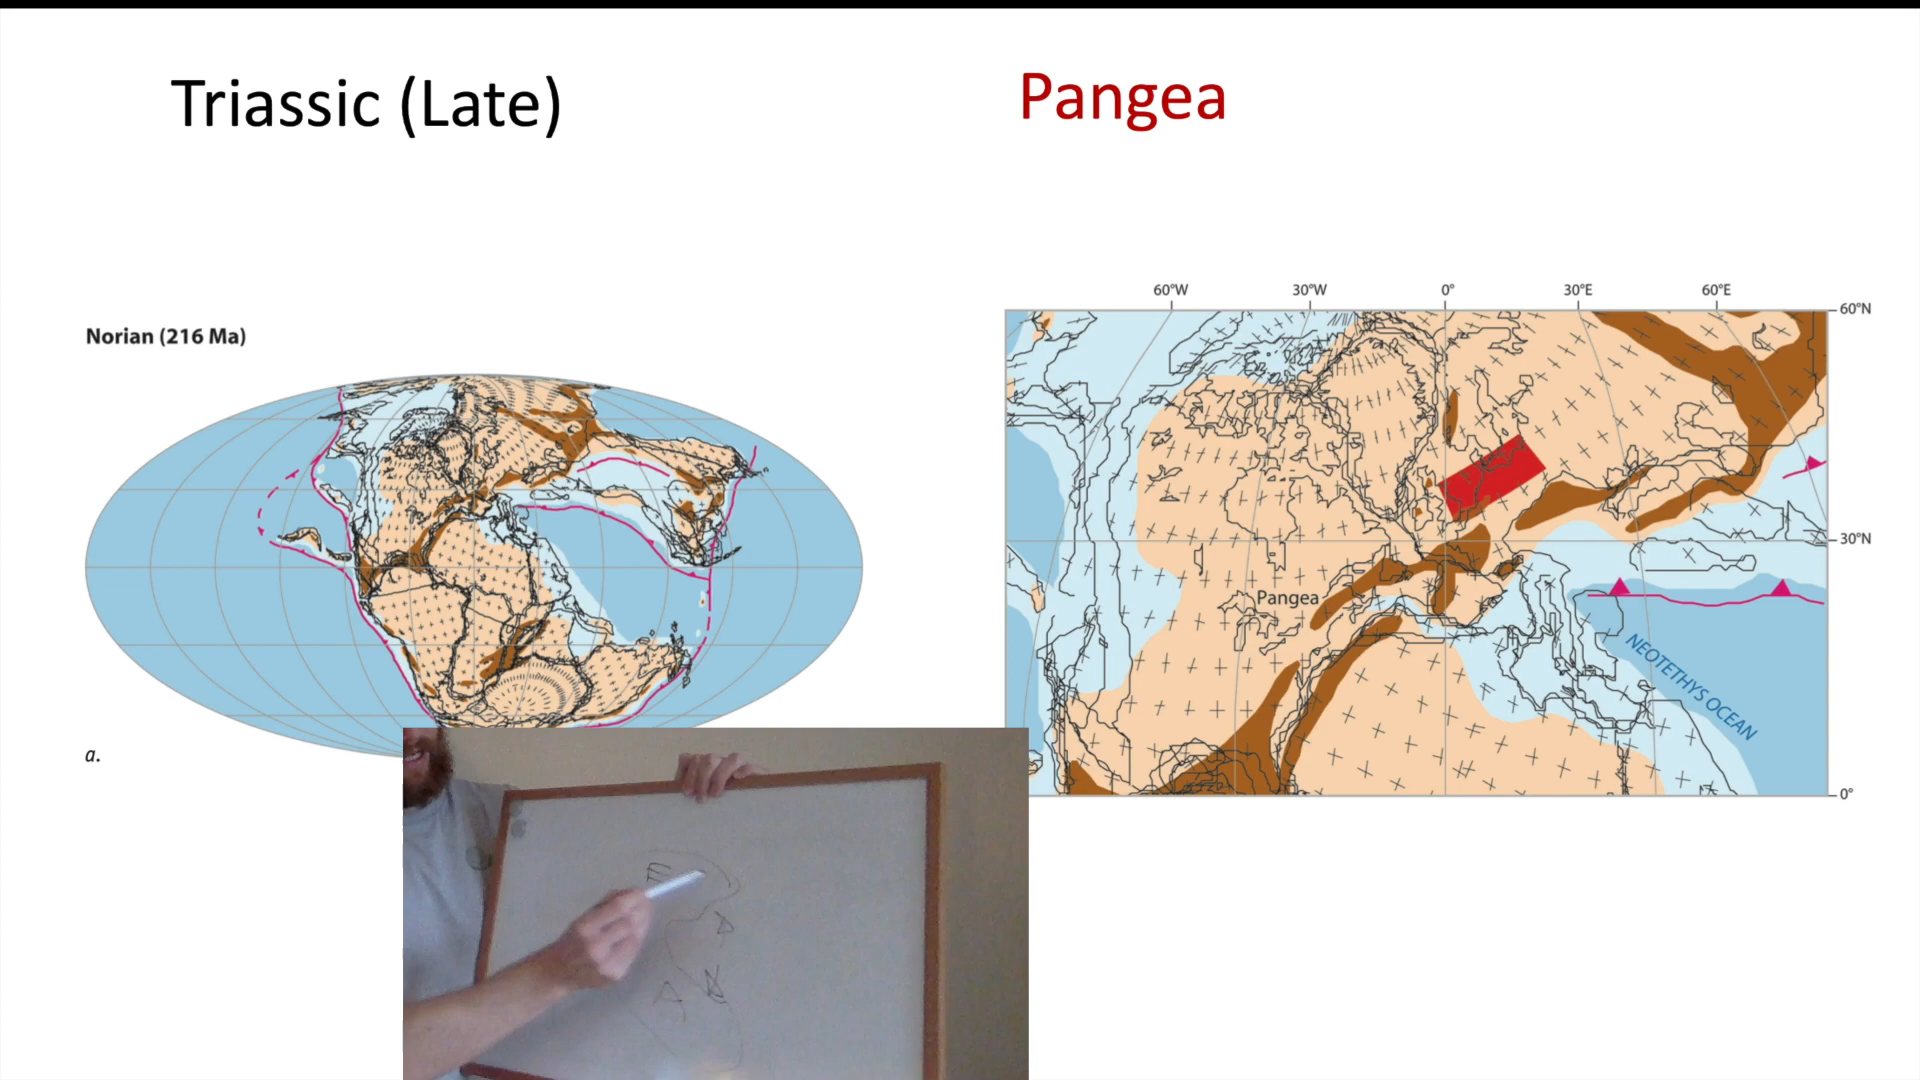 Triassic (Late)
Pangea
Norian (216 Ma)
60°W 30°W 0° 30°E 60°E
60°N
30°N
Pangea
NEOTETHYS OCEAN
0°
a.
E
A